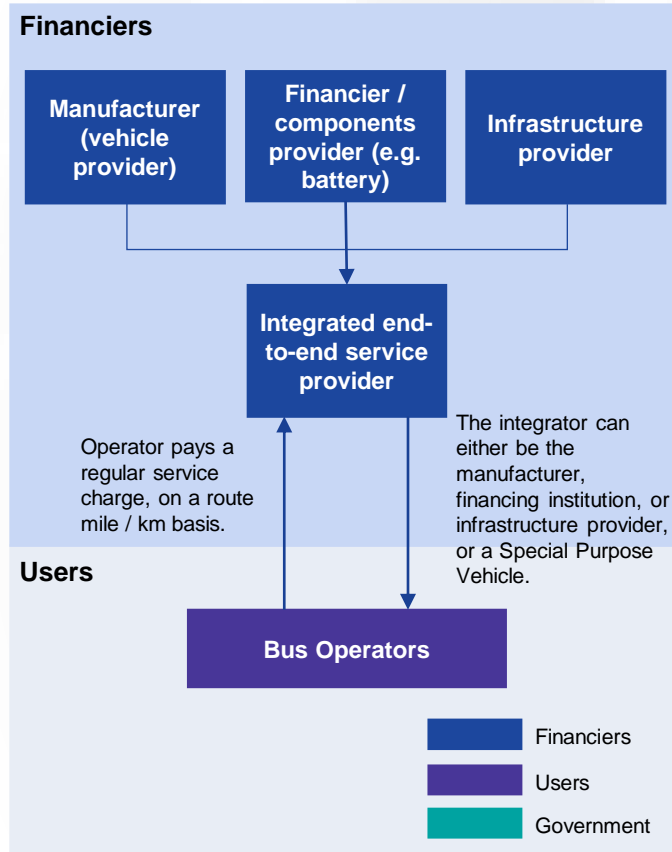 Financiers
Manufacturer
(vehicle
provider)
Financier /
components
provider (e.g.
battery)
Infrastructure
provider
Integrated end-
to-end service
provider
Operator pays a
regular service
charge, on a route
mile / km basis.
The integrator can
either be the
manufacturer,
financing institution, or
infrastructure provider,
or a Special Purpose
Vehicle.
Users
Bus Operators
Financiers
Users
Government